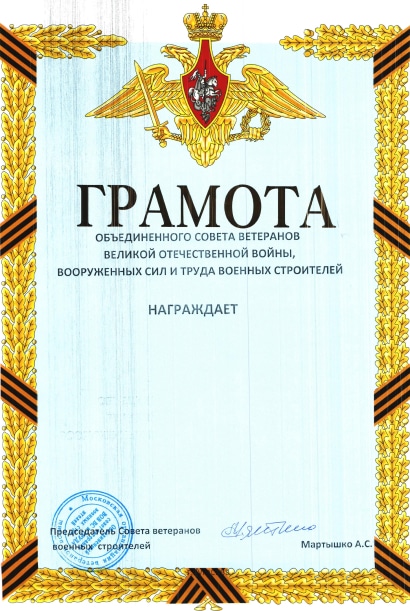 ГРАМОТА
ОБЪЕДИНЕННОГО СОВЕТА ВЕТЕРАНОВ
ВЕЛИКОЙ ОТЕЧЕСТВЕННОЙ ВОЙНЫ,
ВООРУЖЕННЫХ СИЛ И ТРУДА ВОЕННЫХ СТРОИТЕЛЕЙ
НАГРАЖДАЕТ
Председатель Совета ветеранов
военных строителей
Мартышко А.С.
Московская